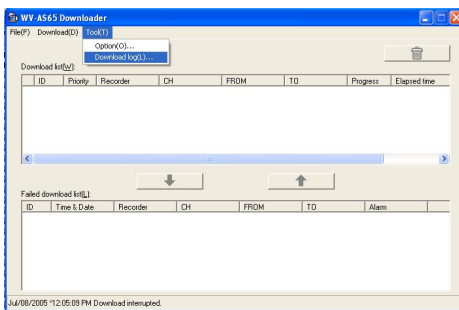 WV-AS65 Downloader
File(F) Download(D) Tool(T)
Option(O)...
Download log(L)...
Download list(W):
ID Priority Recorder CH FROM TO Progress Elapsed time
Failed download list(L):
ID Time & Date Recorder CH FROM TO Alarm
Jul/08/2005 *12:05:09 PM Download interrupted.